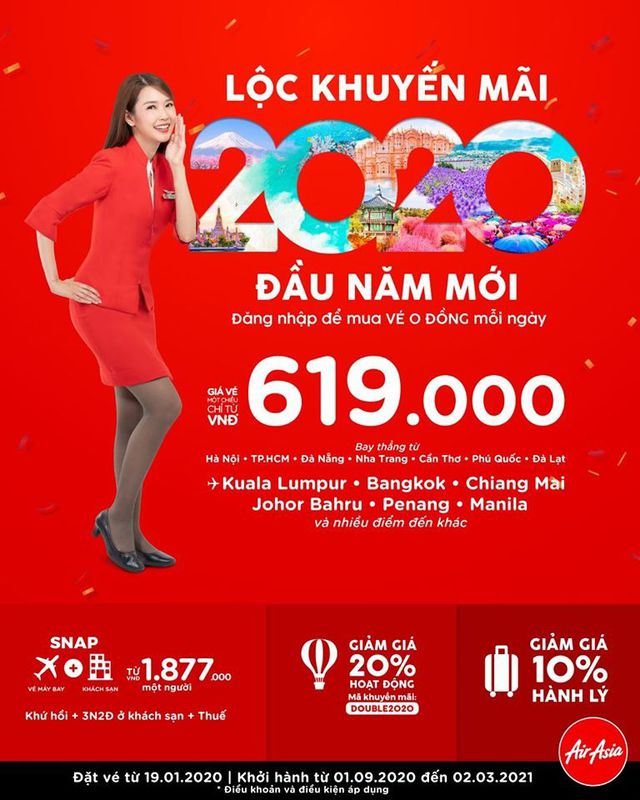 LỘC KHUYẾN MÃI
2020
ĐẦU NĂM MỚI
Đăng nhập để mua VÉ 0 ĐỒNG mỗi ngày
GIÁ VÉ
MỘT CHIỀU
CHỈ TỪ
VNĐ
619.000
Bay thẳng từ
Hà Nội • TP.HCM • Đà Nẵng • Nha Trang • Cần Thơ • Phú Quốc • Đà Lạt
Kuala Lumpur • Bangkok • Chiang Mai
Johor Bahru • Penang • Manila
và nhiều điểm đến khác
SNAP
VÉ MÁY BAY
KHÁCH SẠN
TỪ
VNĐ
1.877.000
một người
Khứ hồi + 3N2Đ ở khách sạn + Thuế
GIẢM GIÁ
20%
HOẠT ĐỘNG
Mã khuyến mãi:
DOUBLE2020
GIẢM GIÁ
10%
HÀNH LÝ
AirAsia
Đặt vé từ 19.01.2020 | Khởi hành từ 01.09.2020 đến 02.03.2021
* Điều khoản và điều kiện áp dụng